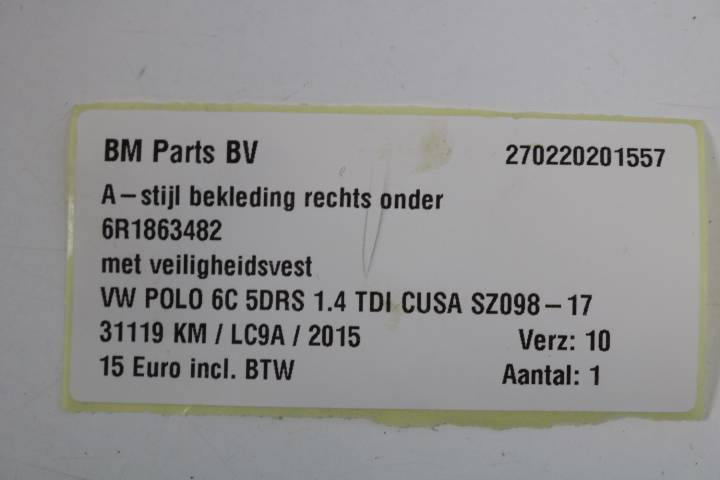 BM Parts BV 270220201557
A-stijl bekleding rechts onder
6R1863482
met veiligheidsvest
VW POLO 6C 5DRS 1.4 TDI CUSA SZ098-17
31119 KM / LC9A / 2015 Verz: 10
15 Euro incl. BTW Aantal: 1